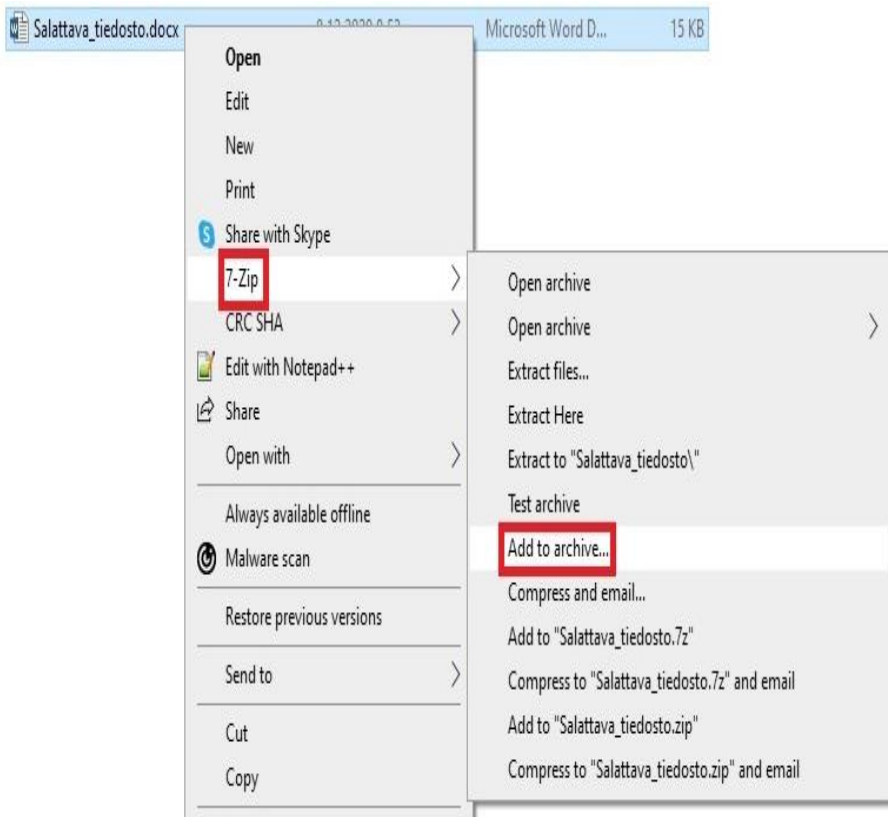 Salattava_tiedosto.docx Microsoft Word D... 15 KB
Open
Edit
New
Print
Share with Skype
7-Zip
CRC SHA
Edit with Notepad++
Share
Open with
Always available offline
Malware scan
Restore previous versions
Send to
Cut
Copy
Open archive
Open archive
Extract files...
Extract Here
Extract to "Salattava_tiedosto\"
Test archive
Add to archive...
Compress and email...
Add to "Salattava_tiedosto.7z"
Compress to "Salattava_tiedosto.7z" and email
Add to "Salattava_tiedosto.zip"
Compress to "Salattava_tiedosto.zip" and email